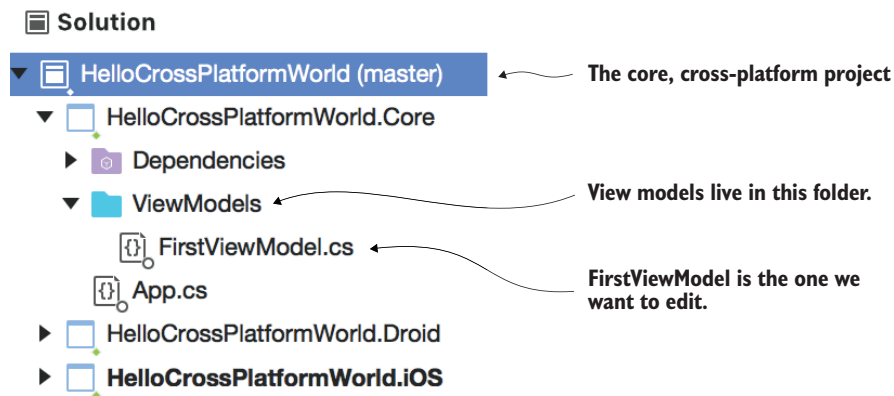 Solution
HelloCrossPlatformWorld (master)
The core, cross-platform project
HelloCrossPlatformWorld.Core
Dependencies
ViewModels
View models live in this folder.
FirstViewModel.cs
FirstViewModel is the one we
want to edit.
App.cs
HelloCrossPlatformWorld.Droid
HelloCrossPlatformWorld.iOS